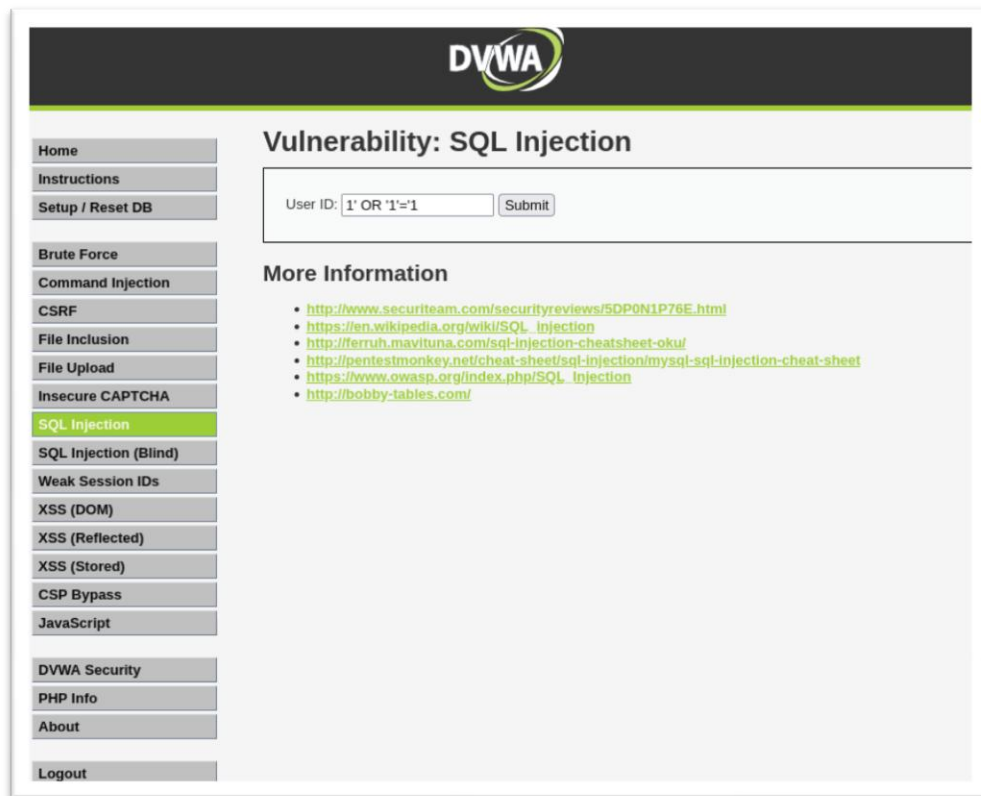 DVWA
Home
Instructions
Setup / Reset DB
Brute Force
Command Injection
CSRF
File Inclusion
File Upload
Insecure CAPTCHA
SQL Injection
SQL Injection (Blind)
Weak Session IDs
XSS (DOM)
XSS (Reflected)
XSS (Stored)
CSP Bypass
JavaScript
DVWA Security
PHP Info
About
Logout
Vulnerability: SQL Injection
User ID: 1' OR '1'='1 Submit
More Information
• http://www.securiteam.com/securityreviews/5DP0N1P76E.html
• https://en.wikipedia.org/wiki/SQL_injection
• http://ferruh.mavituna.com/sql-injection-cheatsheet-oku/
• http://pentestmonkey.net/cheat-sheet/sql-injection/mysql-sql-injection-cheat-sheet
• https://www.owasp.org/index.php/SQL_Injection
• http://bobby-tables.com/